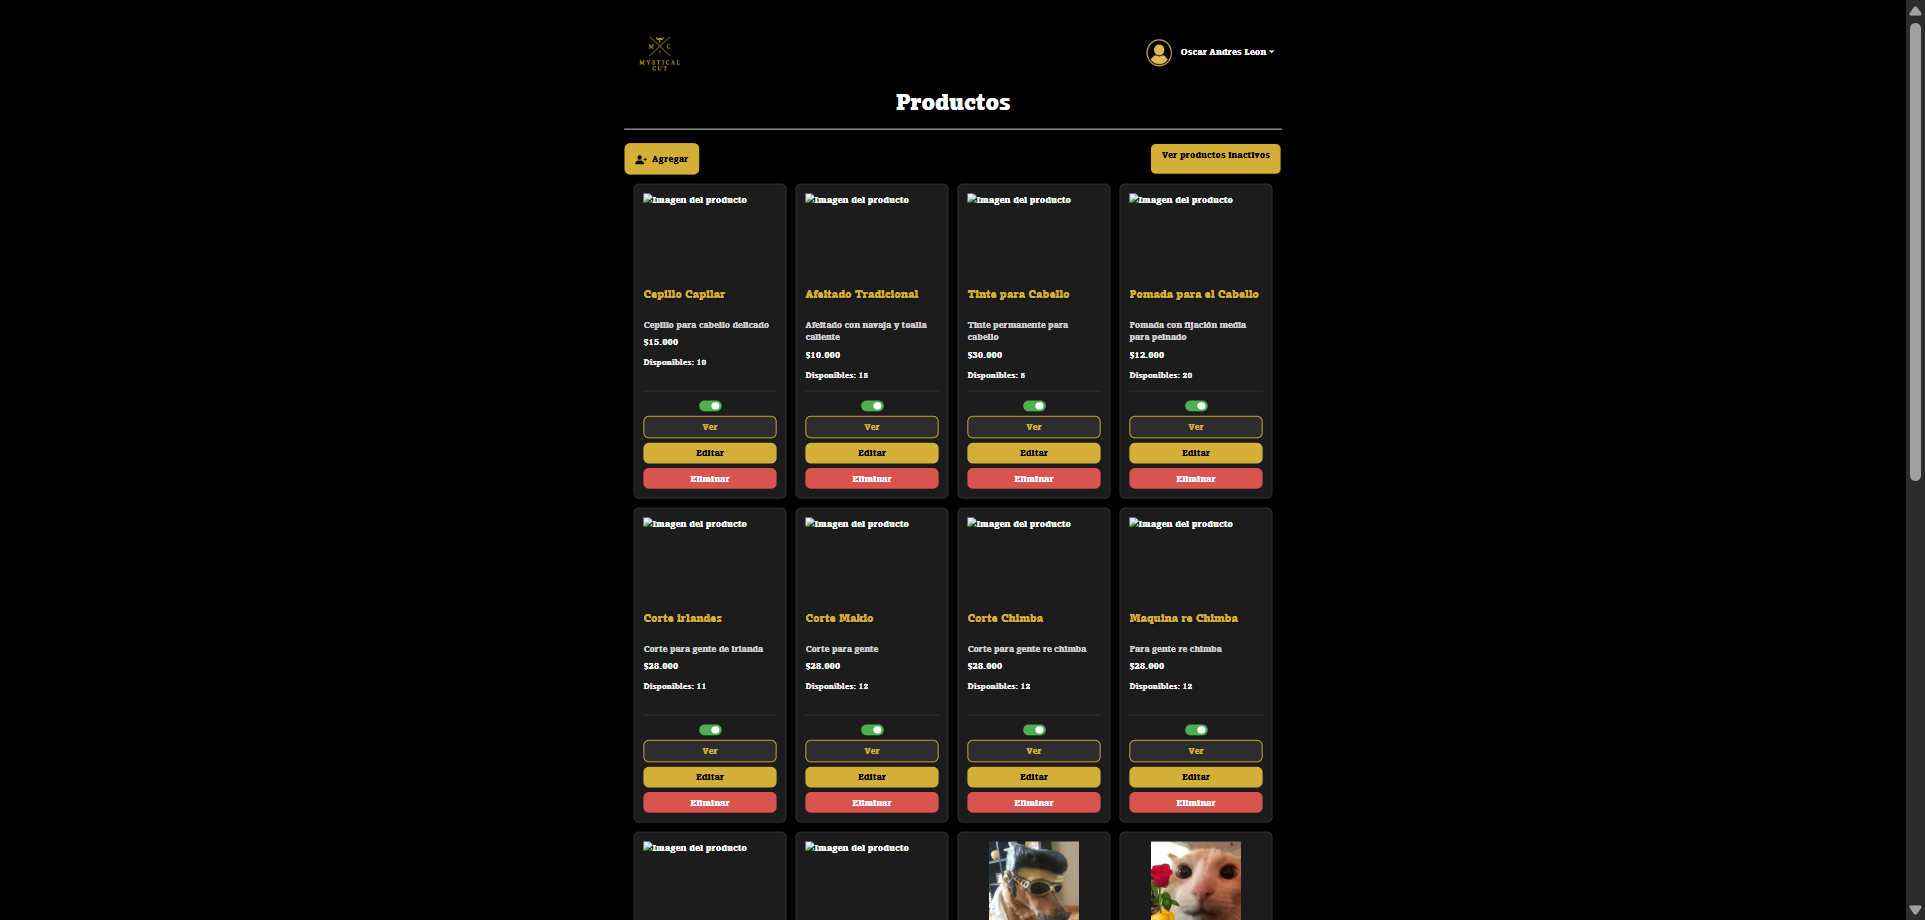 M C
MYSTICAL
CUT
Oscar Andres Leon
Productos
Agregar
Ver productos inactivos
Imagen del producto
Imagen del producto
Imagen del producto
Imagen del producto
Cepillo Capilar
Afeitado Tradicional
Tinte para Cabello
Pomada para el Cabello
Cepillo para cabello delicado
Afeitado con navaja y toalla
caliente
Tinte permanente para
cabello
Pomada con fijación media
para peinado
$15.000
$10.000
$30.000
$12.000
Disponibles: 10
Disponibles: 15
Disponibles: 5
Disponibles: 20
Ver
Ver
Ver
Ver
Editar
Editar
Editar
Editar
Eliminar
Eliminar
Eliminar
Eliminar
Imagen del producto
Imagen del producto
Imagen del producto
Imagen del producto
Corte irlandes
Corte Makio
Corte Chimba
Maquina re Chimba
Corte para gente de irlanda
Corte para gente
Corte para gente re chimba
Para gente re chimba
$28.000
$28.000
$28.000
$28.000
Disponibles: 11
Disponibles: 12
Disponibles: 12
Disponibles: 12
Ver
Ver
Ver
Ver
Editar
Editar
Editar
Editar
Eliminar
Eliminar
Eliminar
Eliminar
Imagen del producto
Imagen del producto